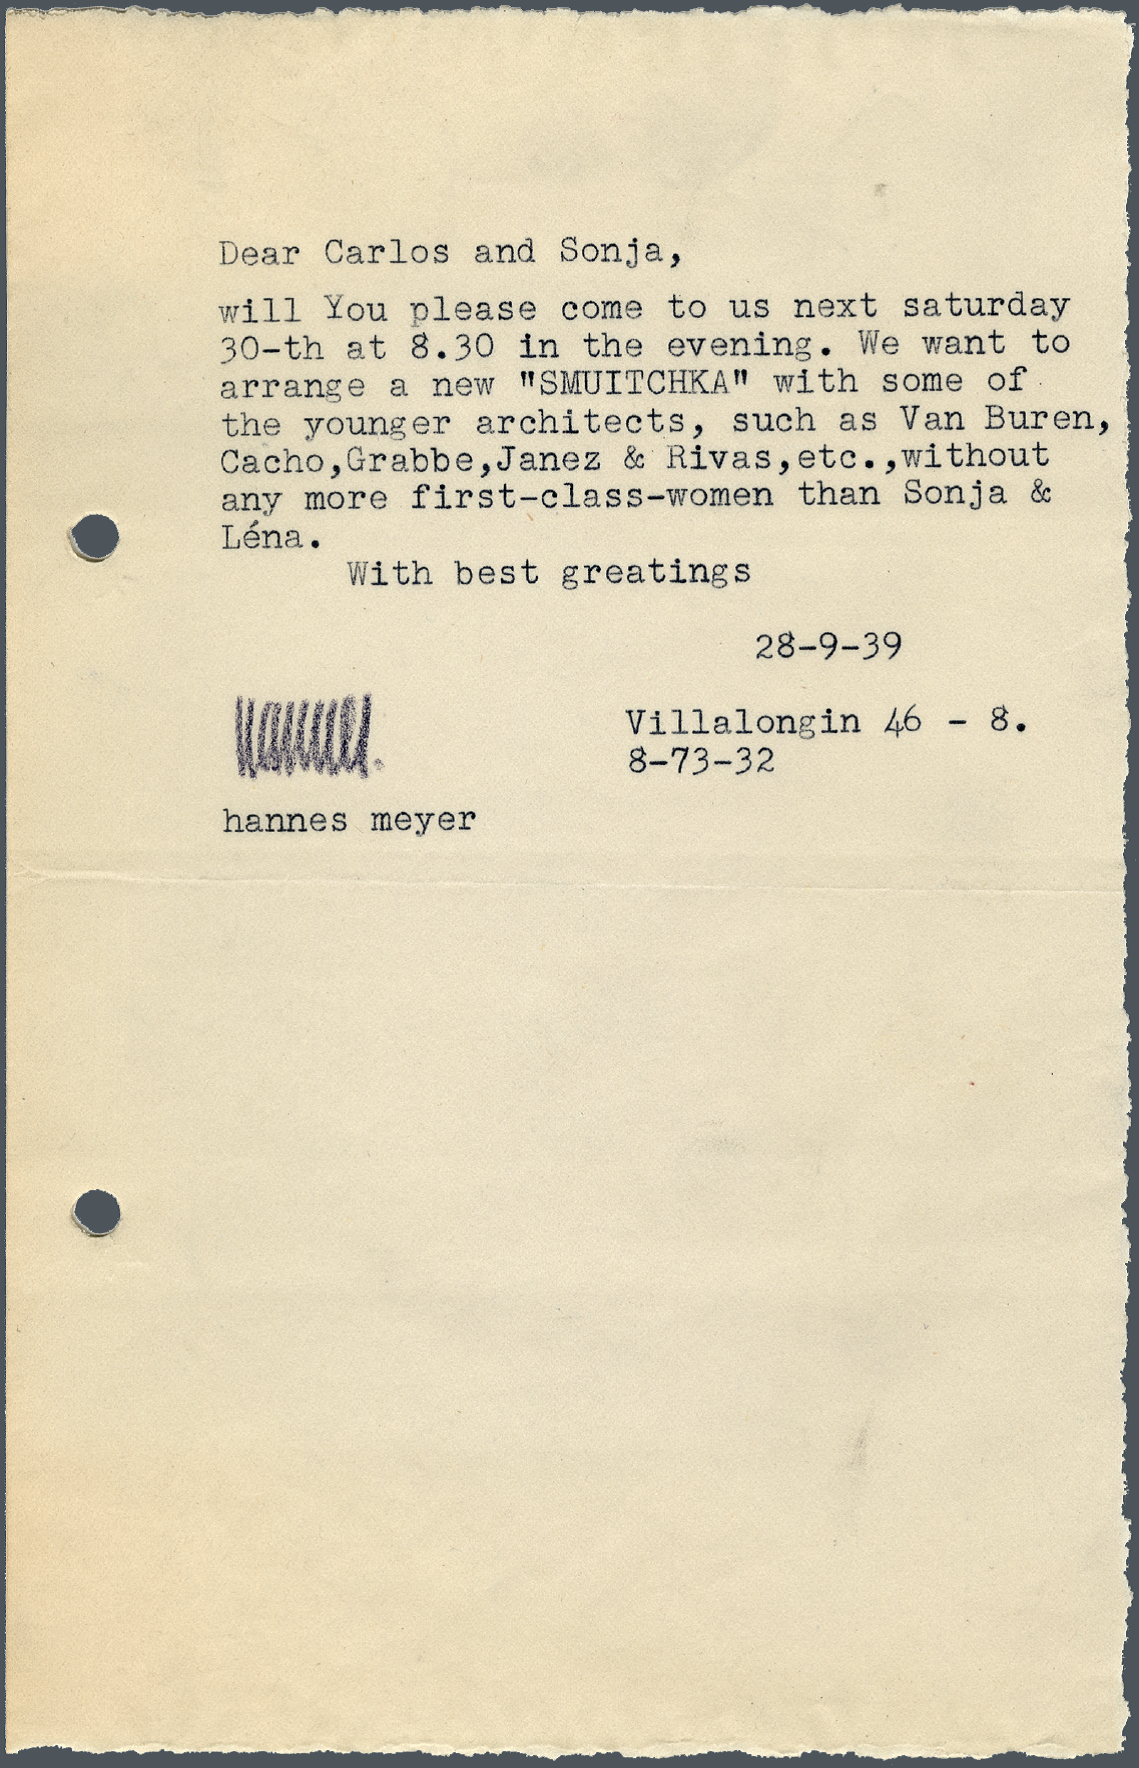 Dear Carlos and Sonja,
will You please come to us next saturday
30-th at 8.30 in the evening. We want to
arrange a new "SMUITCHKA" with some of
the younger architects, such as Van Buren,
Cacho,Grabbe,Janez & Rivas,etc.,without
any more first-class-women than Sonja &
Léna.
With best greatings
28-9-39
Villalongin 46 - 8.
8-73-32
hannes meyer